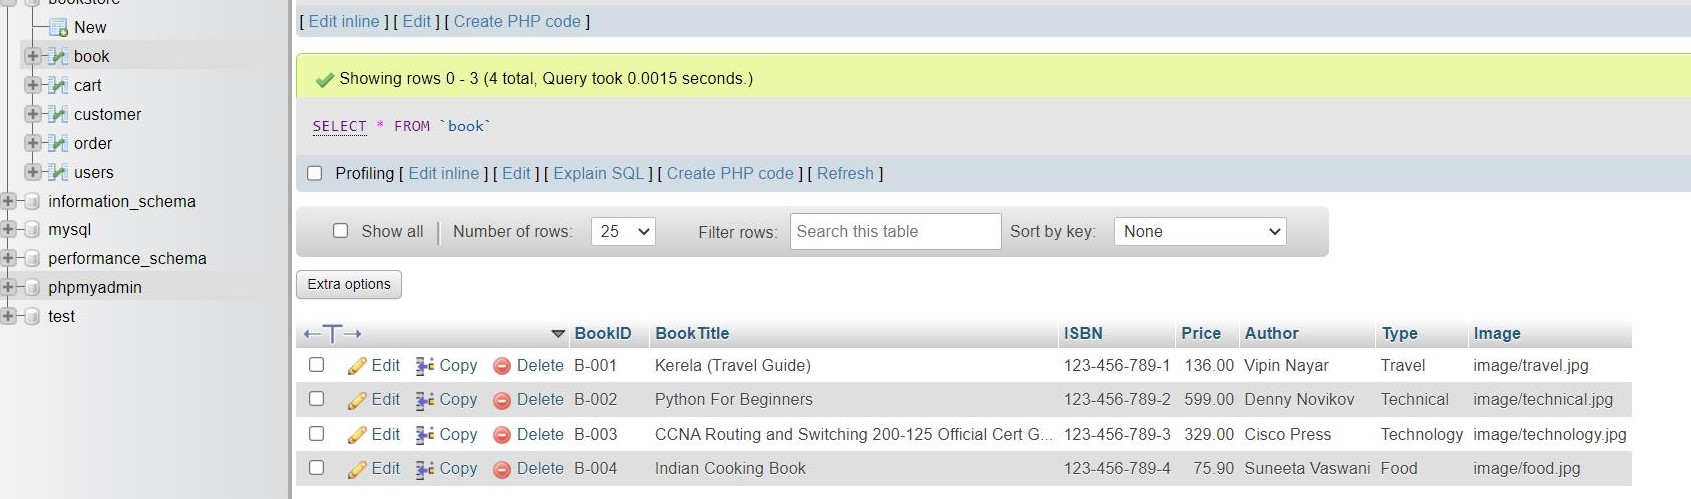 bookstore
New
book
cart
customer
order
users
information_schema
mysql
performance_schema
phpmyadmin
test
[ Edit inline ] [ Edit ] [ Create PHP code ]
Showing rows 0 - 3 (4 total, Query took 0.0015 seconds.)
SELECT * FROM `book`
Profiling [ Edit inline ] [ Edit ] [ Explain SQL ] [ Create PHP code ] [ Refresh ]
Show all | Number of rows: 25 Filter rows: Search this table Sort by key: None
Extra options
←T→ BookID BookTitle ISBN Price Author Type Image
Edit Copy Delete B-001 Kerela (Travel Guide) 123-456-789-1 136.00 Vipin Nayar Travel image/travel.jpg
Edit Copy Delete B-002 Python For Beginners 123-456-789-2 599.00 Denny Novikov Technical image/technical.jpg
Edit Copy Delete B-003 CCNA Routing and Switching 200-125 Official Cert G... 123-456-789-3 329.00 Cisco Press Technology image/technology.jpg
Edit Copy Delete B-004 Indian Cooking Book 123-456-789-4 75.90 Suneeta Vaswani Food image/food.jpg